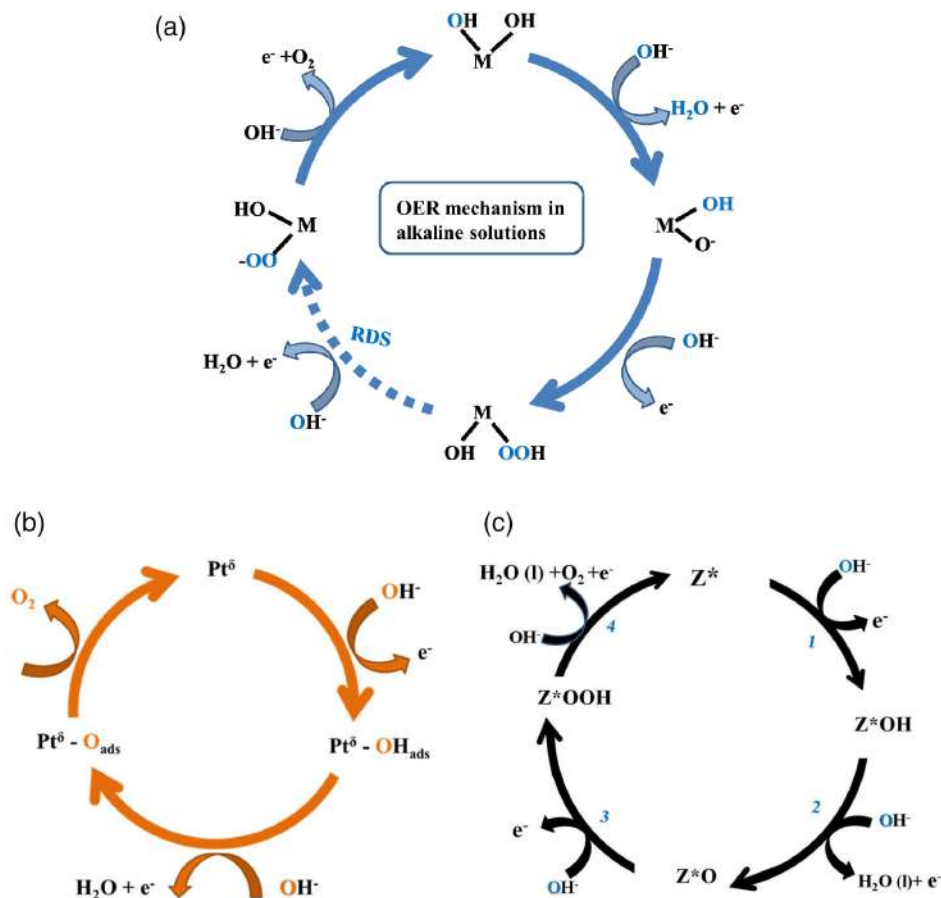 (a)
OH OH
M
e⁻ +O₂
OH⁻
OH⁻
H₂O + e⁻
HO
M
-OO
OER mechanism in
alkaline solutions
OH
M
O⁻
RDS
H₂O + e⁻
OH⁻
OH⁻
e⁻
M
OH OOH
(b)
Ptᵟ
O₂
OH⁻
e⁻
Ptᵟ - Oads
Ptᵟ - OHads
H₂O + e⁻
OH⁻
(c)
H₂O (l) +O₂ +e⁻
Z*
OH⁻
OH⁻
e⁻
4
1
Z*OOH
Z*OH
3
2
e⁻
OH⁻
OH⁻
Z*O
H₂O (l)+ e⁻